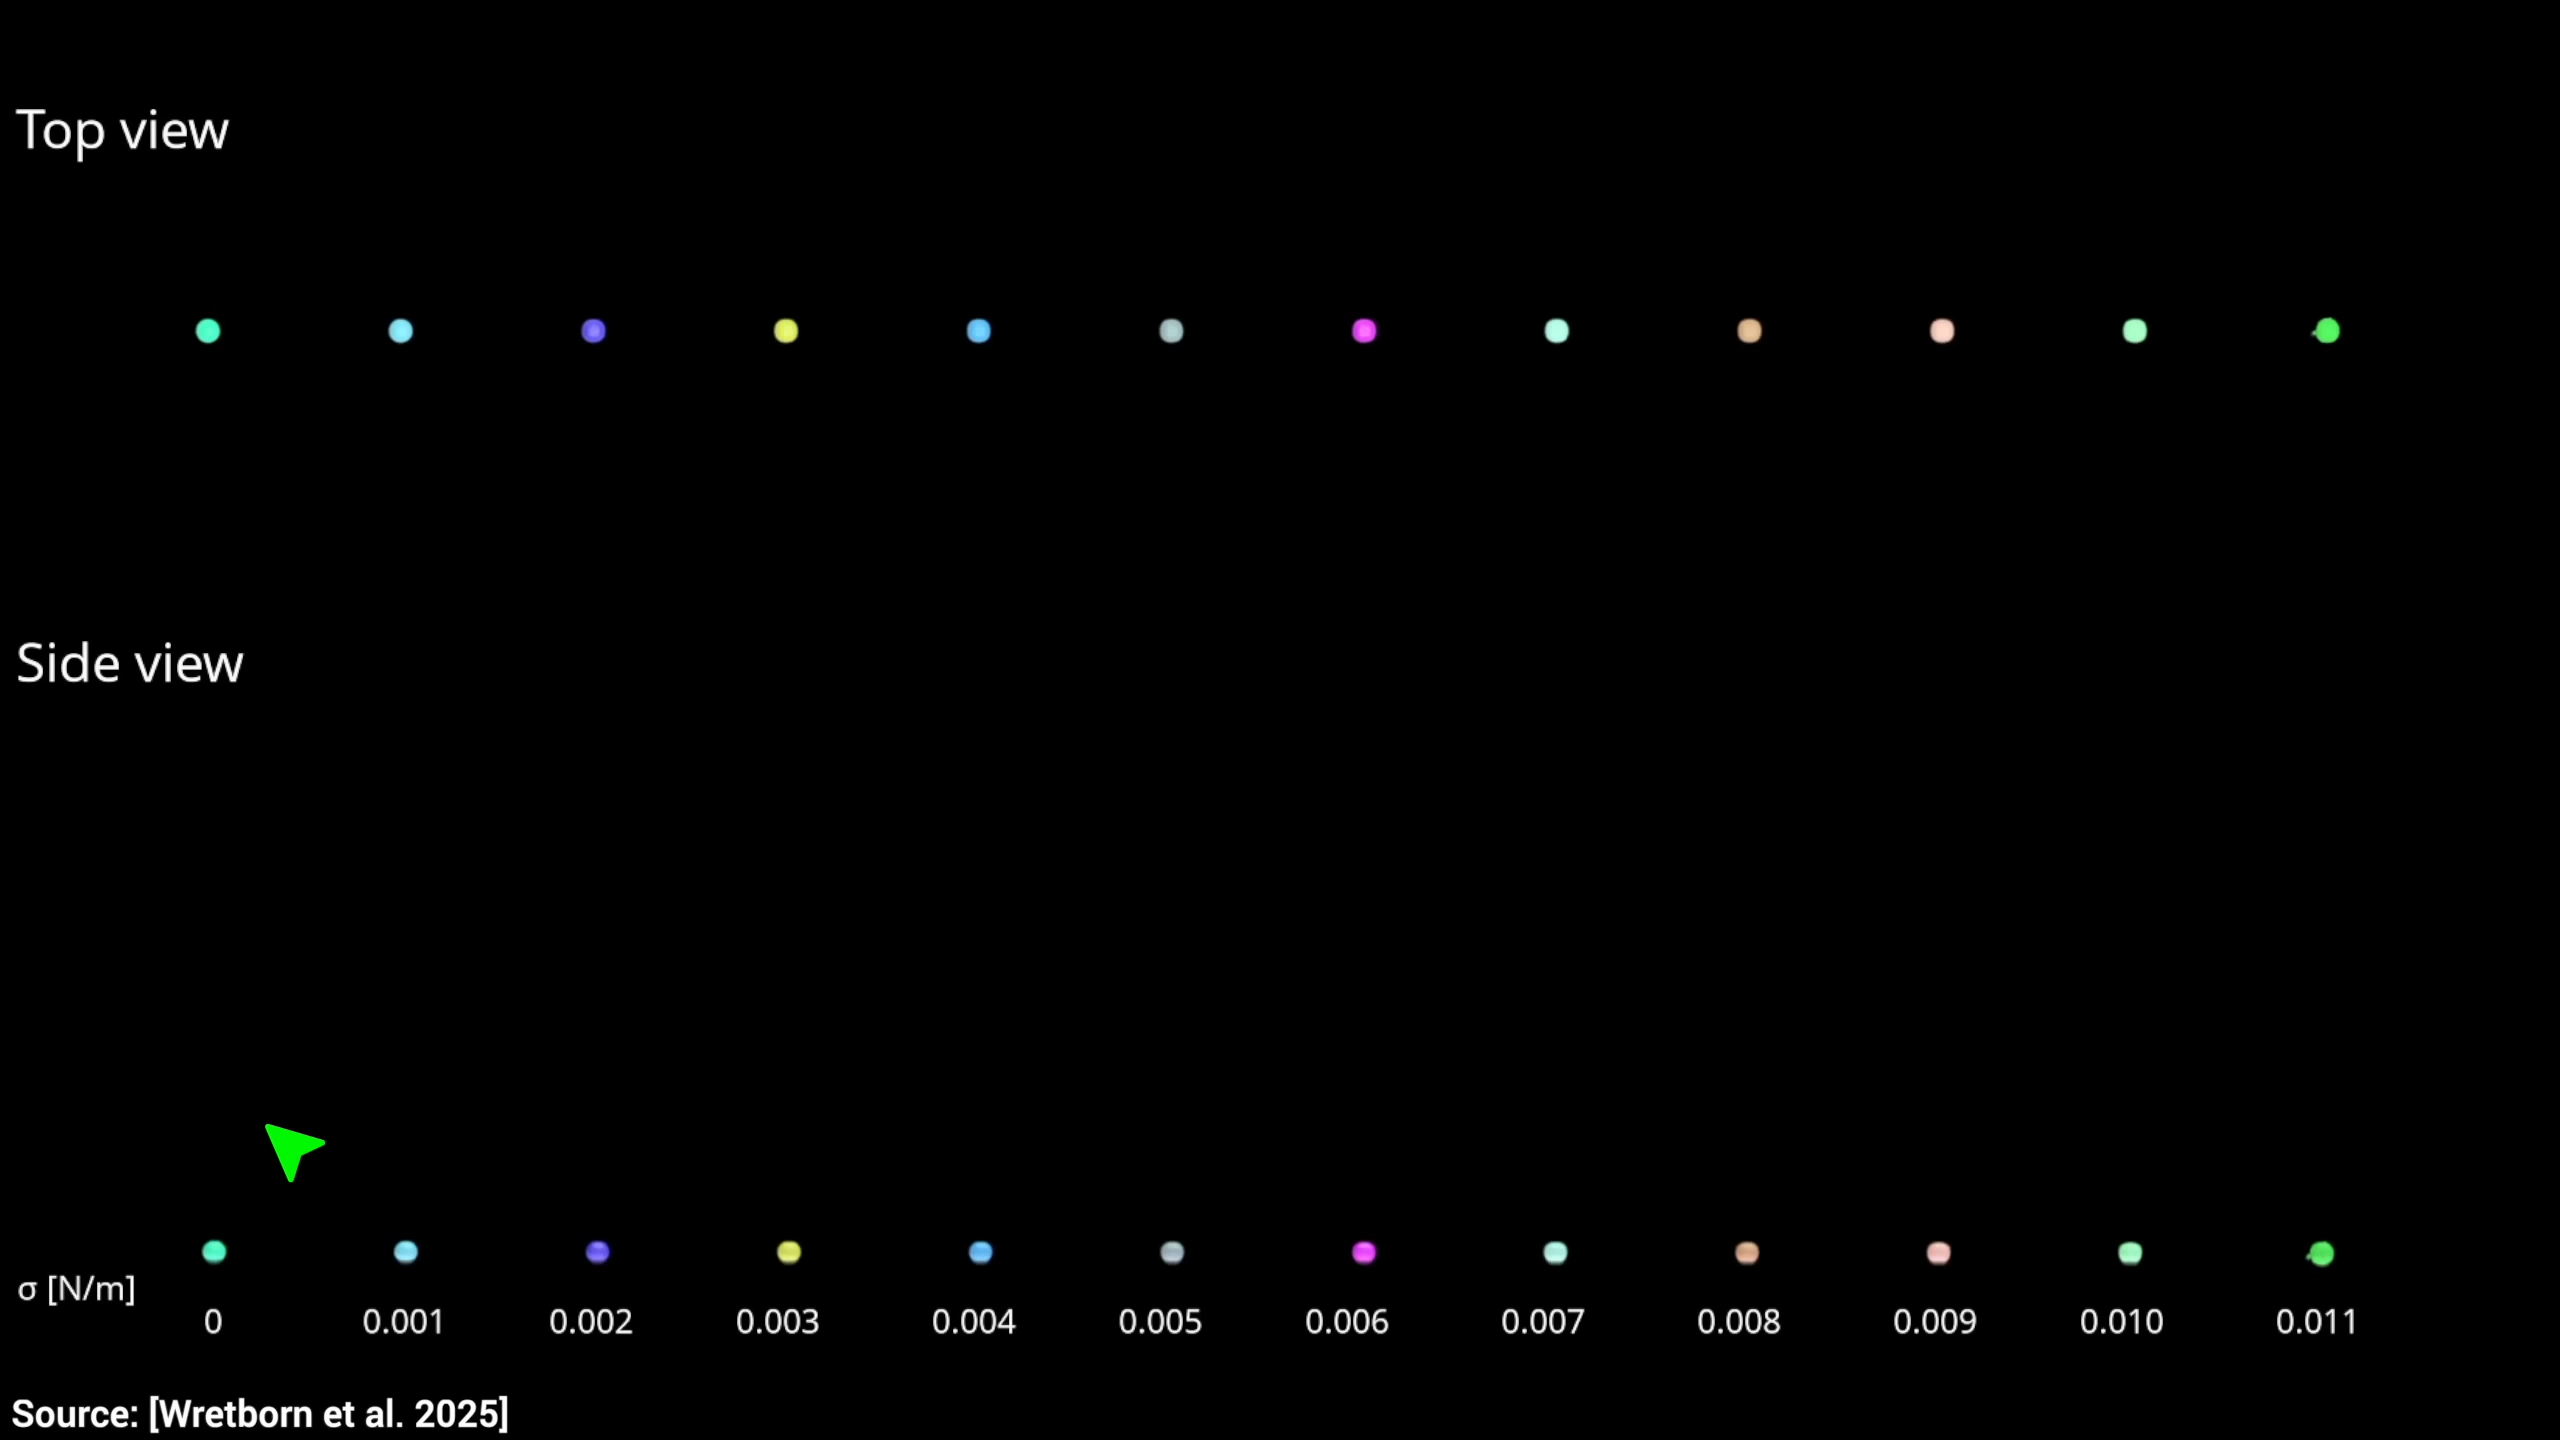 Top view
Side view
σ [N/m]
0 0.001 0.002 0.003 0.004 0.005 0.006 0.007 0.008 0.009 0.010 0.011
Source: [Wretborn et al. 2025]